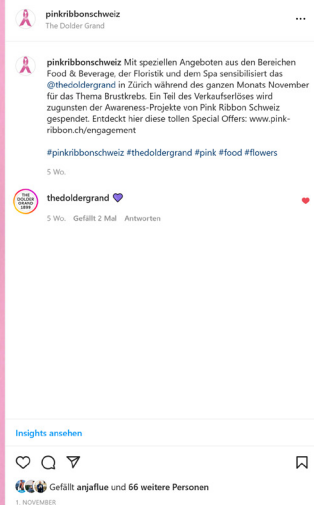 pinkribbonschweiz
The Dolder Grand
pinkribbonschweiz Mit speziellen Angeboten aus den Bereichen
Food & Beverage, der Floristik und dem Spa sensibilisiert das
@thedoldergrand in Zürich während des ganzen Monats November
für das Thema Brustkrebs. Ein Teil des Verkaufserlöses wird
zugunsten der Awareness-Projekte von Pink Ribbon Schweiz
gespendet. Entdeckt hier diese tollen Special Offers: www.pink-
ribbon.ch/engagement
#pinkribbonschweiz #thedoldergrand #pink #food #flowers
5 Wo.
THE
DOLDER
GRAND
1899
thedoldergrand 💜
5 Wo. Gefällt 2 Mal Antworten
Insights ansehen
Gefällt anjaflue und 66 weitere Personen
1. NOVEMBER